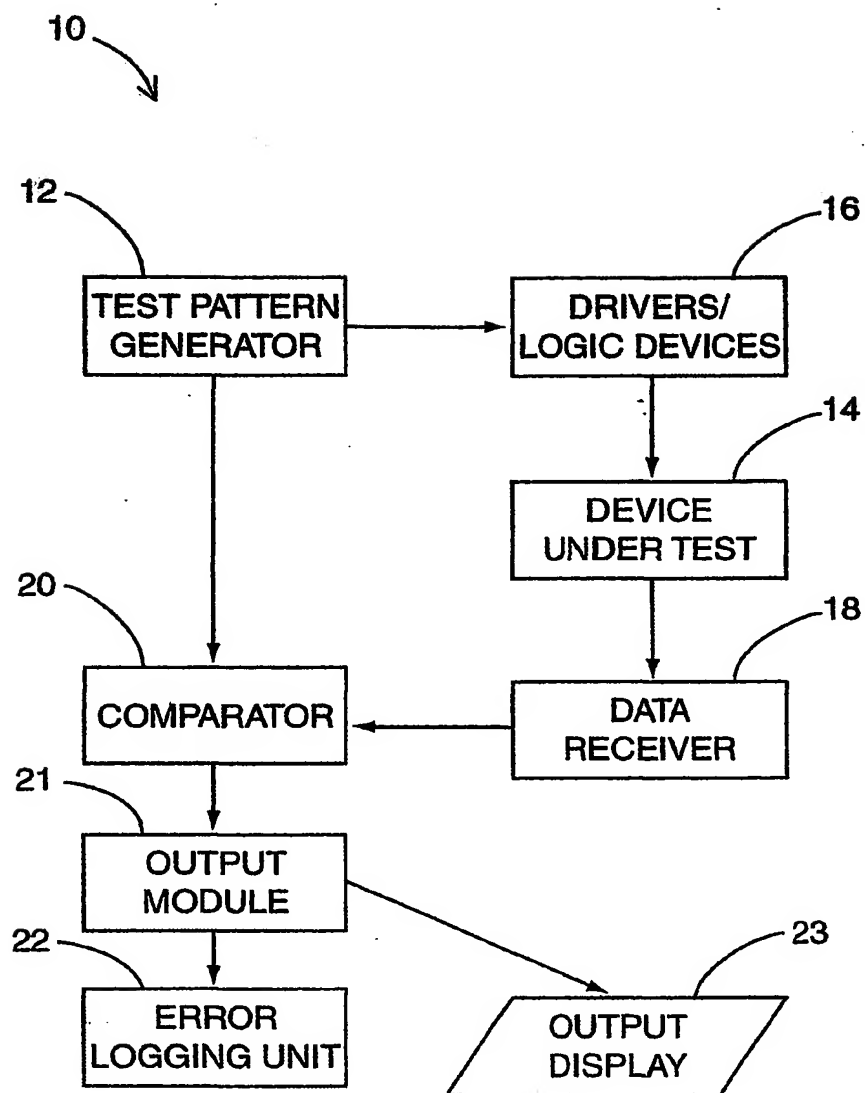 10
12
16
TEST PATTERN
GENERATOR
DRIVERS/
LOGIC DEVICES
14
DEVICE
UNDER TEST
20
18
COMPARATOR
DATA
RECEIVER
21
OUTPUT
MODULE
22
23
ERROR
LOGGING UNIT
OUTPUT
DISPLAY